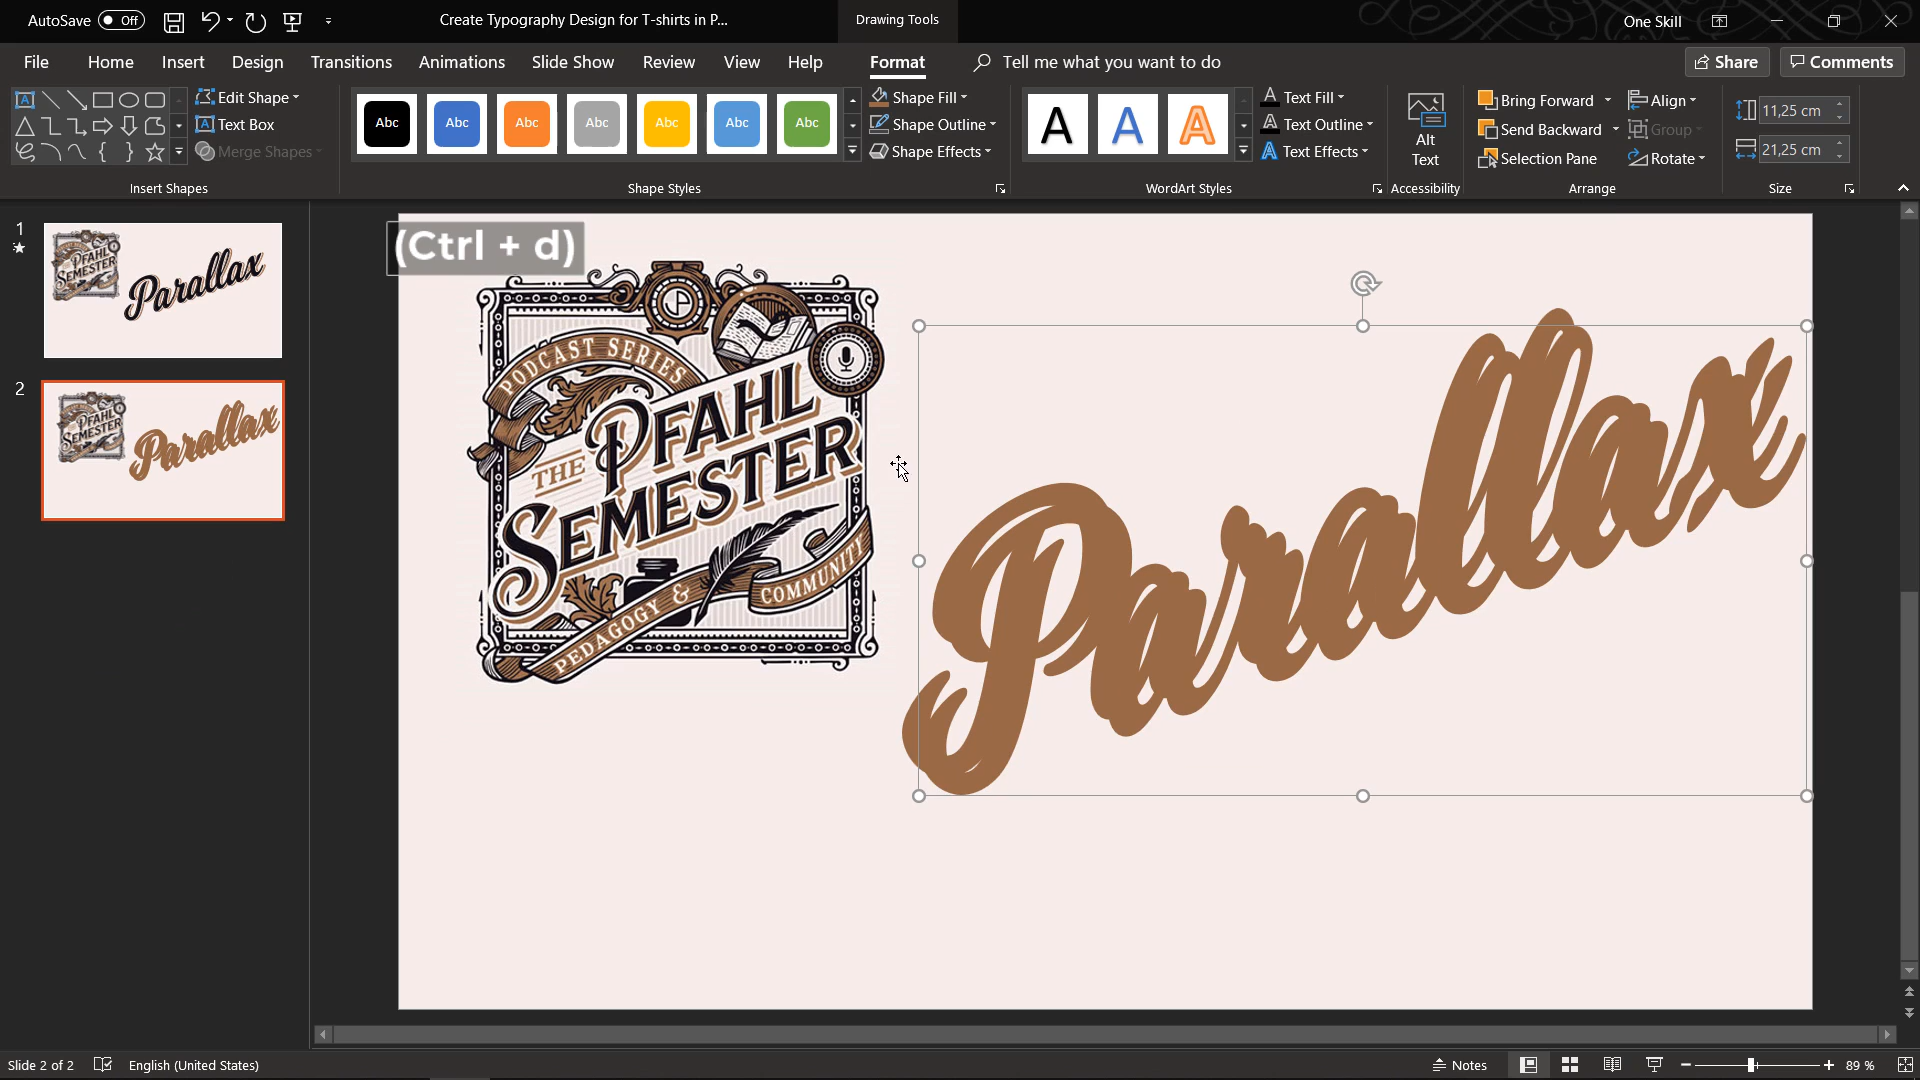 AutoSave Off
Create Typography Design for T-shirts in P...
Drawing Tools
One Skill
File Home Insert Design Transitions Animations Slide Show Review View Help Format Tell me what you want to do
Share Comments
Edit Shape
Text Box
Merge Shapes
Insert Shapes
Abc Abc Abc Abc Abc Abc Abc
Shape Fill
Shape Outline
Shape Effects
Shape Styles
A A A
Text Fill
Text Outline
Text Effects
WordArt Styles
Alt
Text
Accessibility
Bring Forward
Send Backward
Selection Pane
Align
Group
Rotate
Arrange
11,25 cm
21,25 cm
Size
1
PFAHL
SEMESTER
Parallax
2
PFAHL
SEMESTER
Parallax
(Ctrl + d)
PODCAST SERIES
THE PFAHL
SEMESTER
PEDAGOGY & COMMUNITY
Parallax
Slide 2 of 2
English (United States)
Notes
89 %